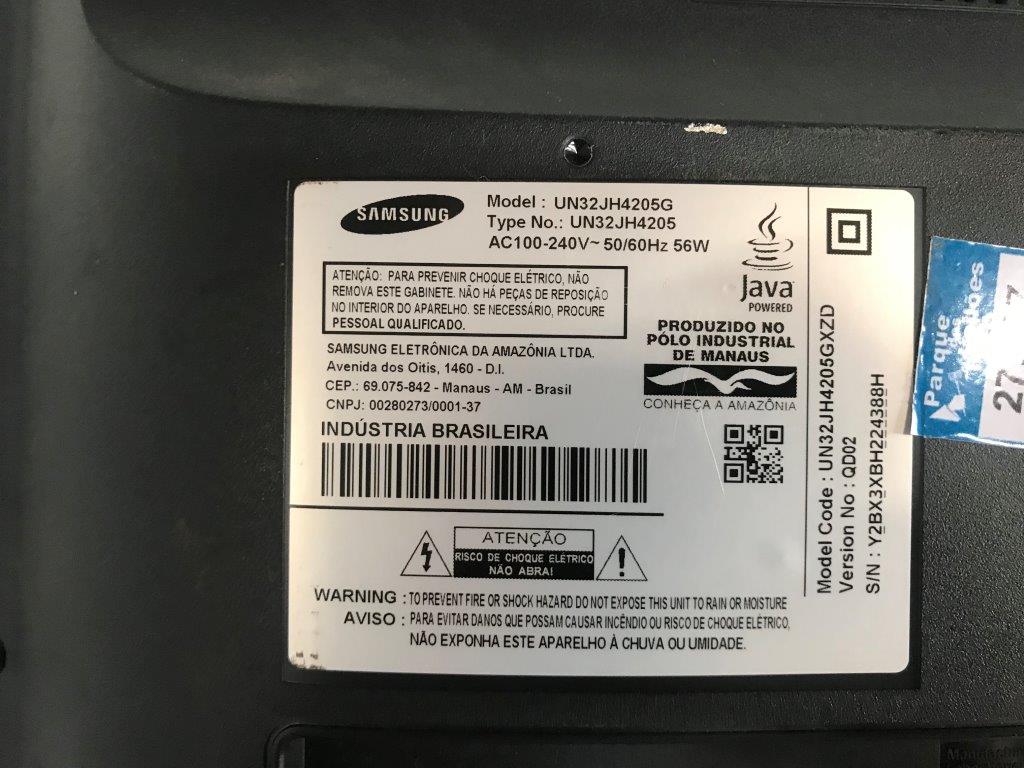 SAMSUNG
Model : UN32JH4205G
Type No.: UN32JH4205
AC100-240V~ 50/60Hz 56W
Java
POWERED
ATENÇÃO: PARA PREVENIR CHOQUE ELÉTRICO, NÃO
REMOVA ESTE GABINETE. NÃO HÁ PEÇAS DE REPOSIÇÃO
NO INTERIOR DO APARELHO. SE NECESSÁRIO, PROCURE
PESSOAL QUALIFICADO.
SAMSUNG ELETRÔNICA DA AMAZÔNIA LTDA.
Avenida dos Oitis, 1460 - D.I.
CEP.: 69.075-842 - Manaus - AM - Brasil
CNPJ: 00280273/0001-37
INDÚSTRIA BRASILEIRA
PRODUZIDO NO
PÓLO INDUSTRIAL
DE MANAUS
CONHEÇA A AMAZÔNIA
ATENÇÃO
RISCO DE CHOQUE ELÉTRICO
NÃO ABRA!
WARNING : TO PREVENT FIRE OR SHOCK HAZARD DO NOT EXPOSE THIS UNIT TO RAIN OR MOISTURE
AVISO : PARA EVITAR DANOS QUE POSSAM CAUSAR INCÊNDIO OU RISCO DE CHOQUE ELÉTRICO,
NÃO EXPONHA ESTE APARELHO À CHUVA OU UMIDADE.
Model Code : UN32JH4205GXZD
Version No : QD02
S/N : Y2BX3XBH224388H
Parque
27